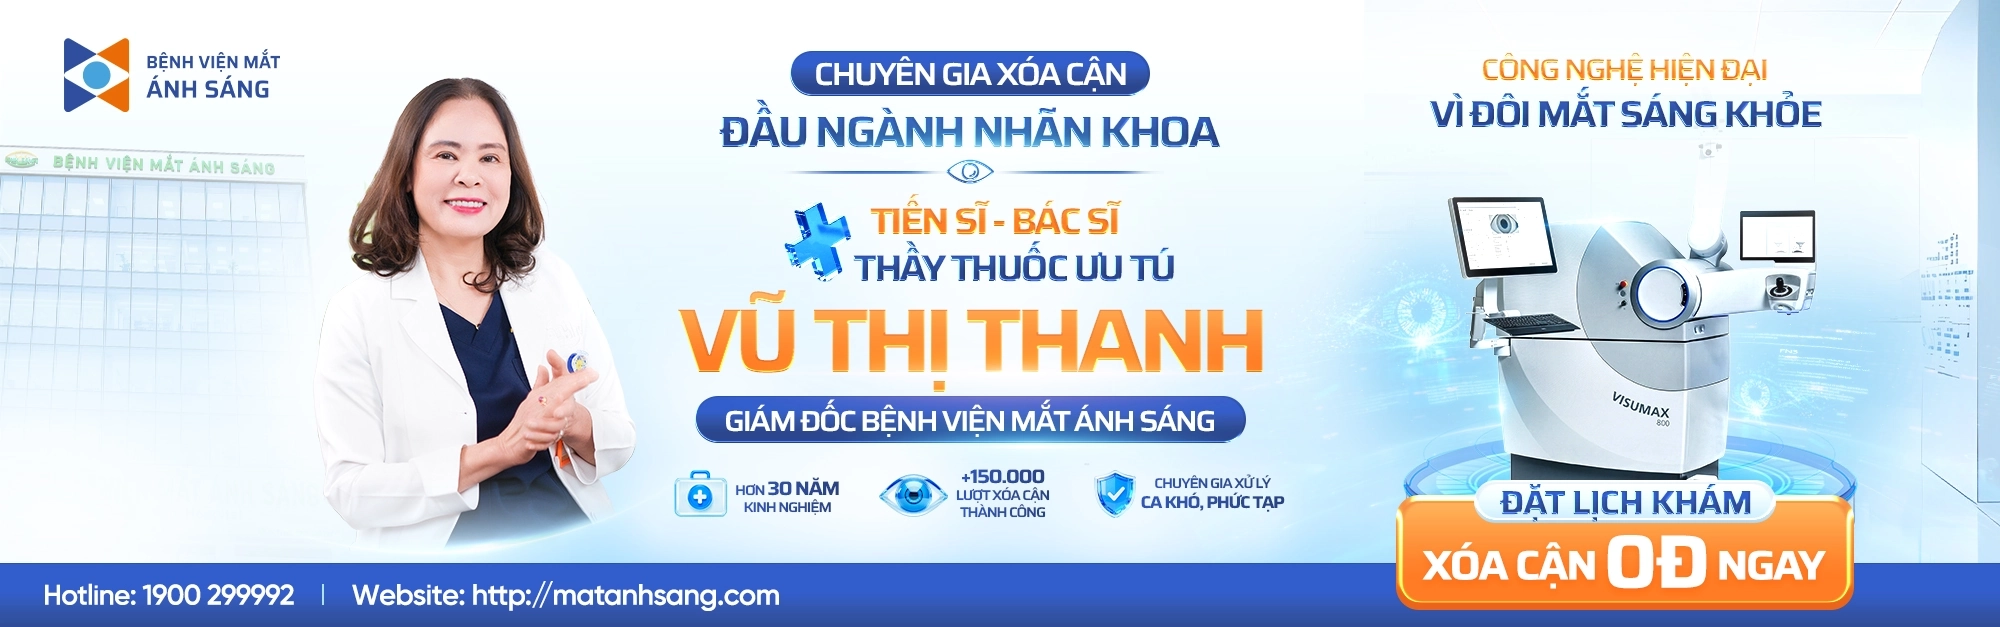 BỆNH VIỆN MẮT
ÁNH SÁNG
BỆNH VIỆN MẮT ÁNH SÁNG
CHUYÊN GIA XÓA CẬN
ĐẦU NGÀNH NHÃN KHOA
TIẾN SĨ - BÁC SĨ
THẦY THUỐC ƯU TÚ
VŨ THỊ THANH
GIÁM ĐỐC BỆNH VIỆN MẮT ÁNH SÁNG
HƠN 30 NĂM
KINH NGHIỆM
+150.000
LƯỢT XÓA CẬN
THÀNH CÔNG
CHUYÊN GIA XỬ LÝ
CA KHÓ, PHỨC TẠP
CÔNG NGHỆ HIỆN ĐẠI
VÌ ĐÔI MẮT SÁNG KHỎE
VISUMAX
800
ĐẶT LỊCH KHÁM
XÓA CẬN 0Đ NGAY
Hotline: 1900 299992 | Website: http://matanhsang.com